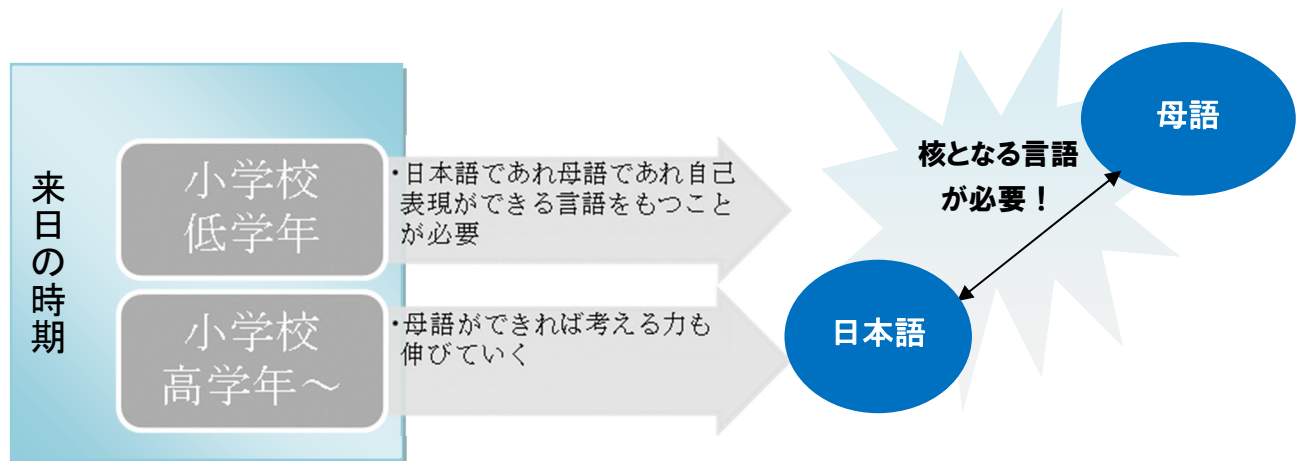 来日の時期
小学校
低学年
・日本語であれ母語であれ自己
表現ができる言語をもつこと
が必要
小学校
高学年～
・母語ができれば考える力も
伸びていく
核となる言語
が必要！
母語
日本語